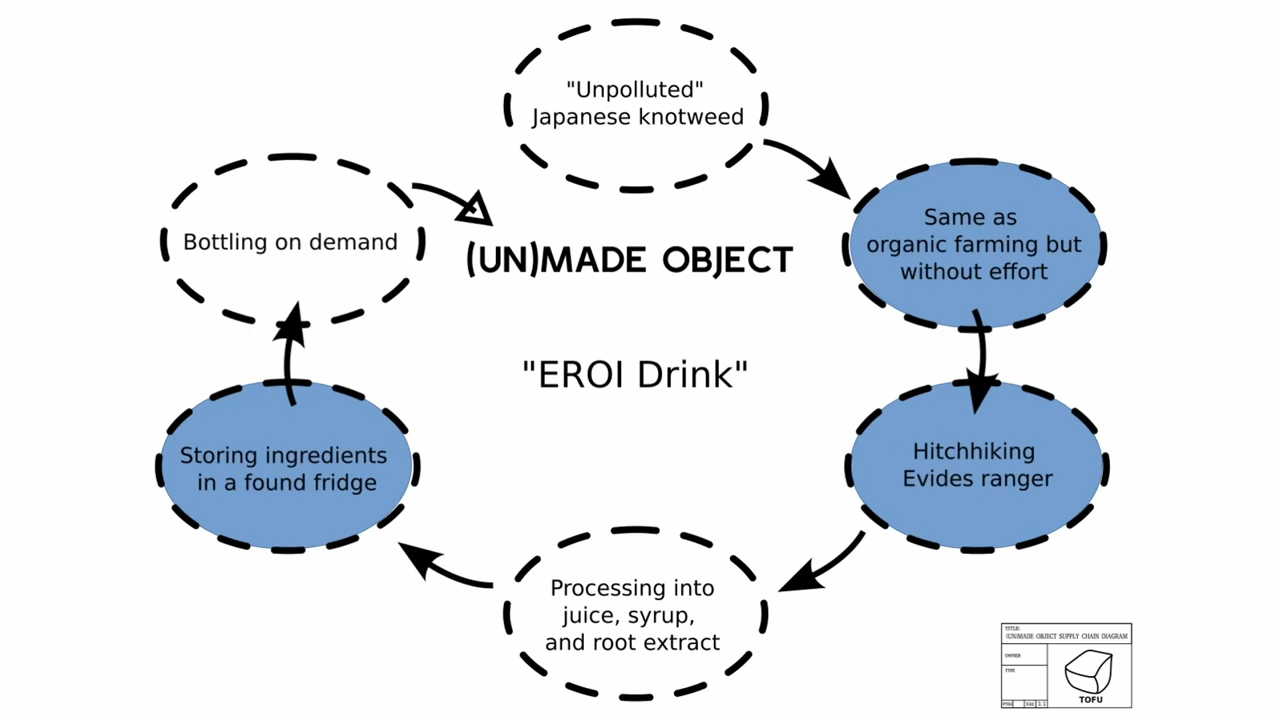 "Unpolluted"
Japanese knotweed
Same as
organic farming but
without effort
Hitchhiking
Evides ranger
Processing into
juice, syrup,
and root extract
Storing ingredients
in a found fridge
Bottling on demand
(UN)MADE OBJECT
"EROI Drink"
TITLE:
(UN)MADE OBJECT SUPPLY CHAIN DIAGRAM
OWNER
TYPE
1.1
TOFU